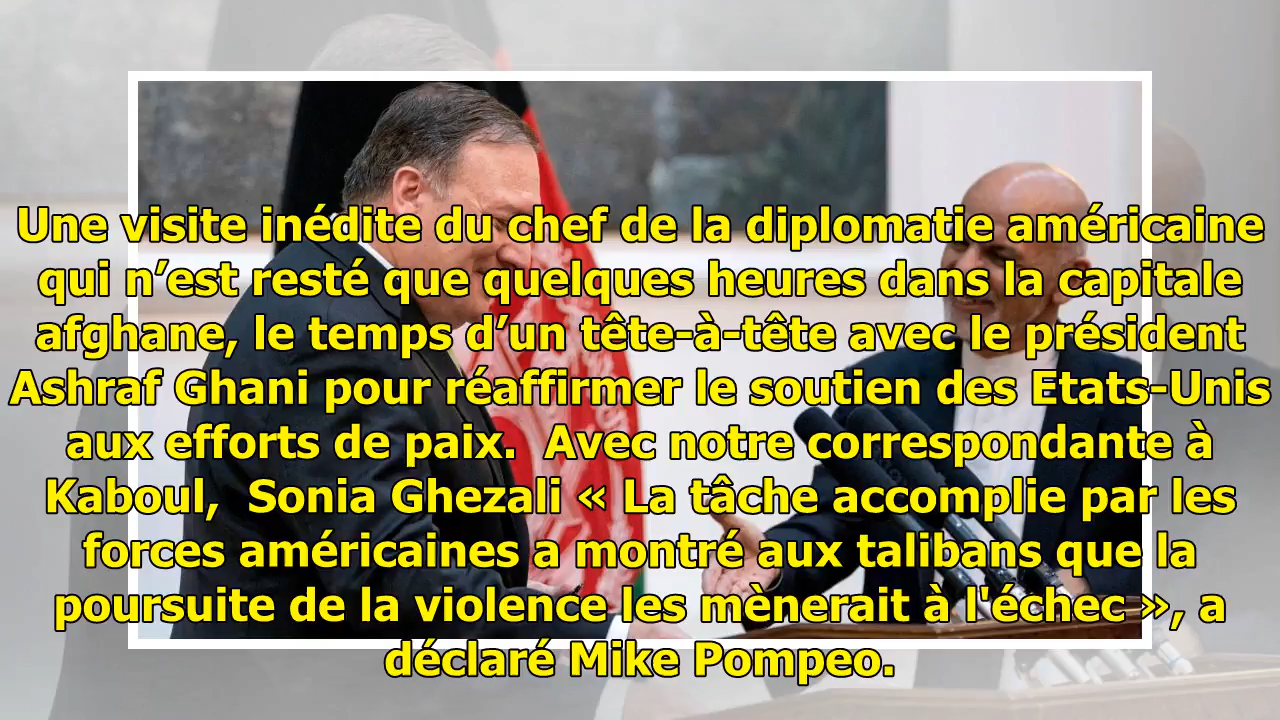 Une visite inédite du chef de la diplomatie américaine
qui n’est resté que quelques heures dans la capitale
afghane, le temps d’un tête-à-tête avec le président
Ashraf Ghani pour réaffirmer le soutien des Etats-Unis
aux efforts de paix.  Avec notre correspondante à
Kaboul,  Sonia Ghezali « La tâche accomplie par les
forces américaines a montré aux talibans que la
poursuite de la violence les mènerait à l'échec », a
déclaré Mike Pompeo.